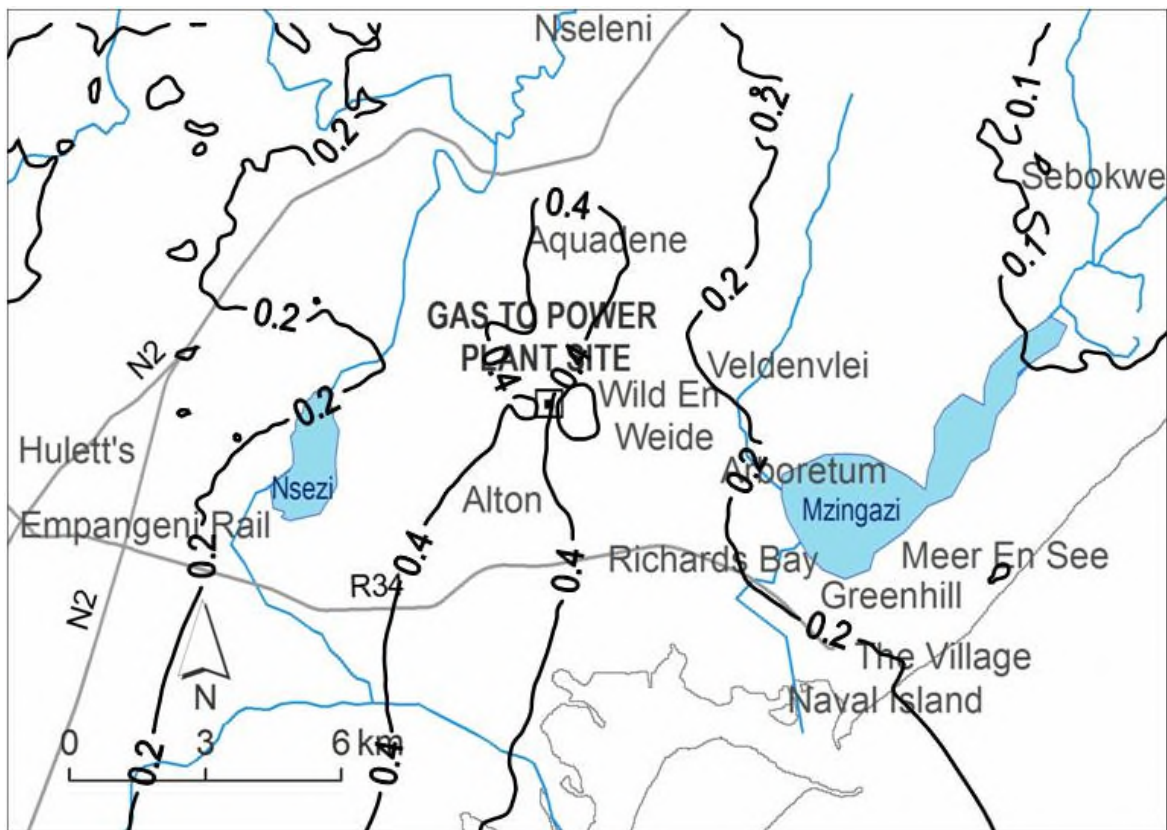 Nseleni
0.1
0.2
0.2
Sebokwe
0.4
Aquadene
0.1
0.2
0.2
GAS TO POWER
PLANT SITE
N2
0.4
0.4
Veldenvlei
0.2
Wild En
Weide
Hulett's
0.2
Arboretum
Nsezi
Alton
Mzingazi
Empangeni Rail
0.2
0.4
0.4
Richards Bay
Meer En See
R34
N2
Greenhill
0.2
The Village
N
Naval Island
0 3 6 km
0.2
0.4